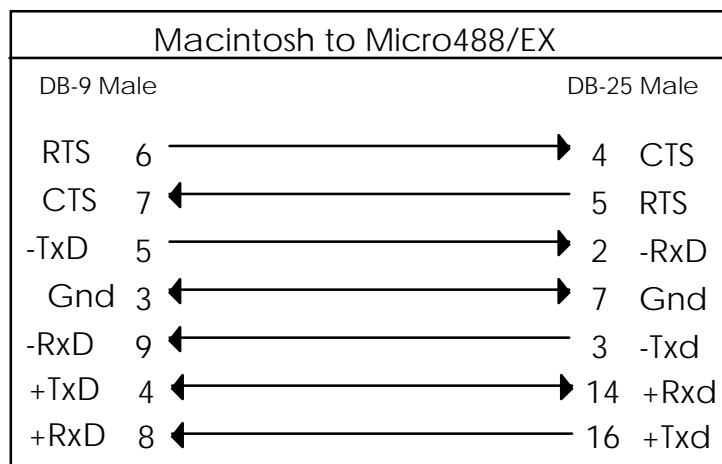 Macintosh to Micro488/EX
DB-9 Male DB-25 Male
RTS 6 4 CTS
CTS 7 5 RTS
-TxD 5 2 -RxD
Gnd 3 7 Gnd
-RxD 9 3 -Txd
+TxD 4 14 +Rxd
+RxD 8 16 +Txd